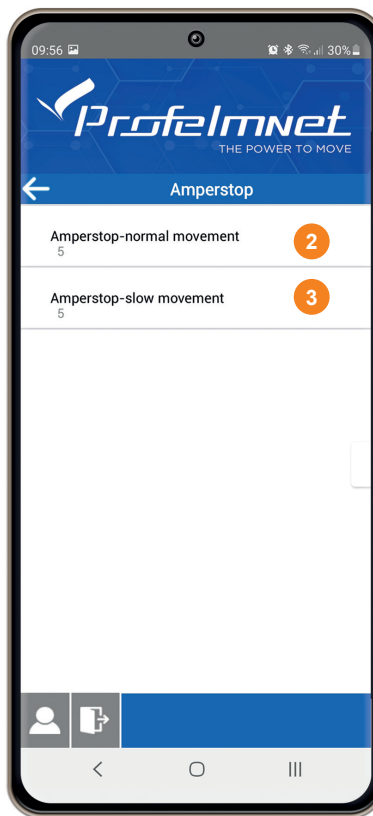 09:56 30%
Profelmnet
THE POWER TO MOVE
Amperstop
Amperstop-normal movement
5
2
Amperstop-slow movement
5
3